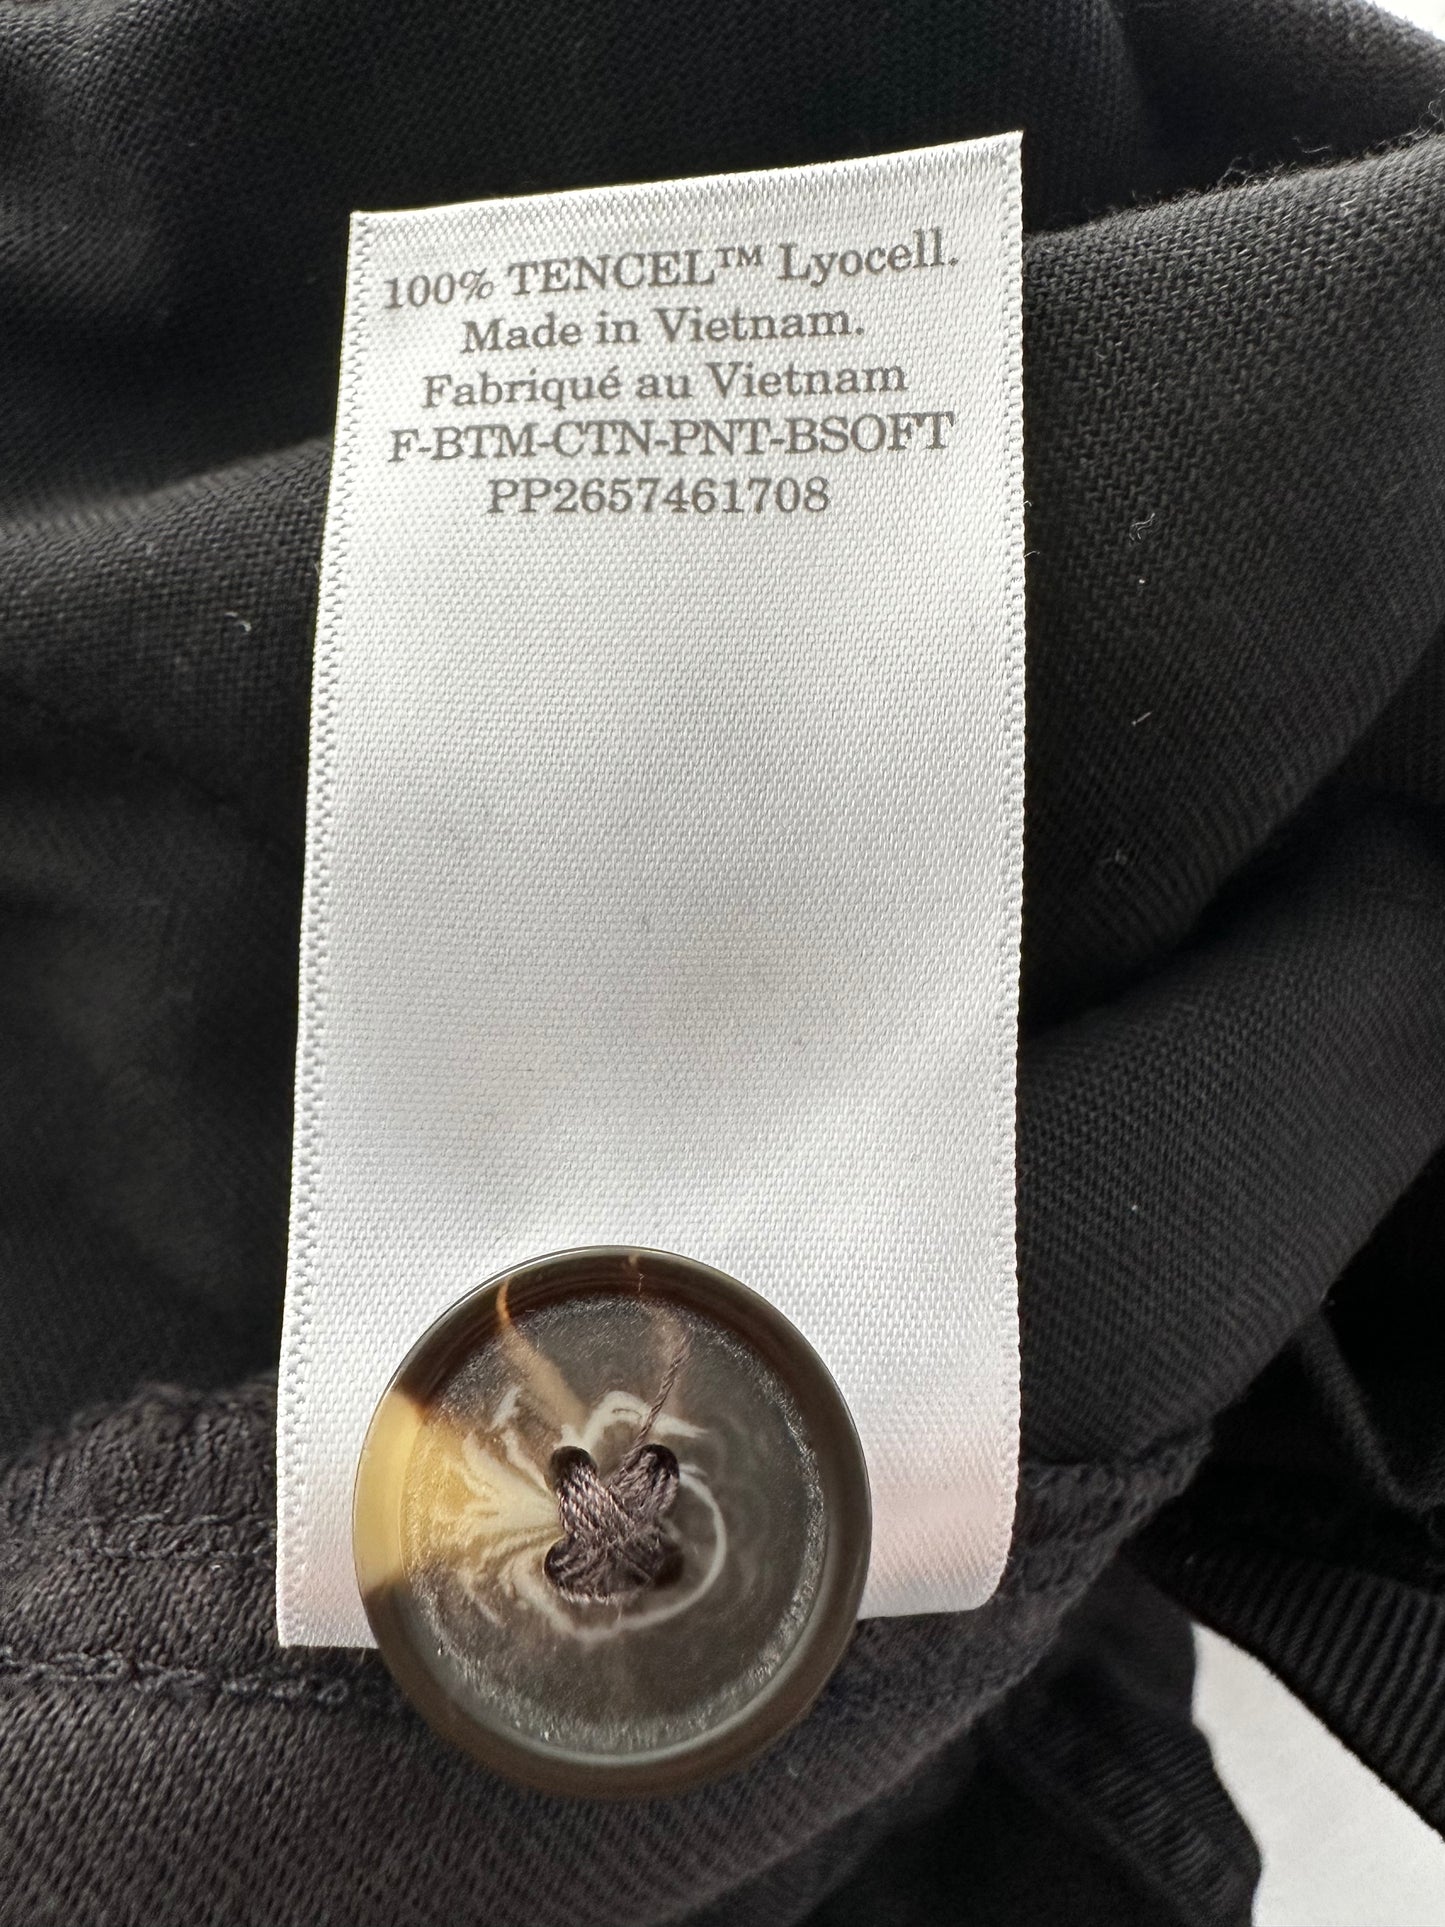 100% TENCEL™ Lyocell.
Made in Vietnam.
Fabriqué au Vietnam
F-BTM-CTN-PNT-BSOFT
PP2657461708